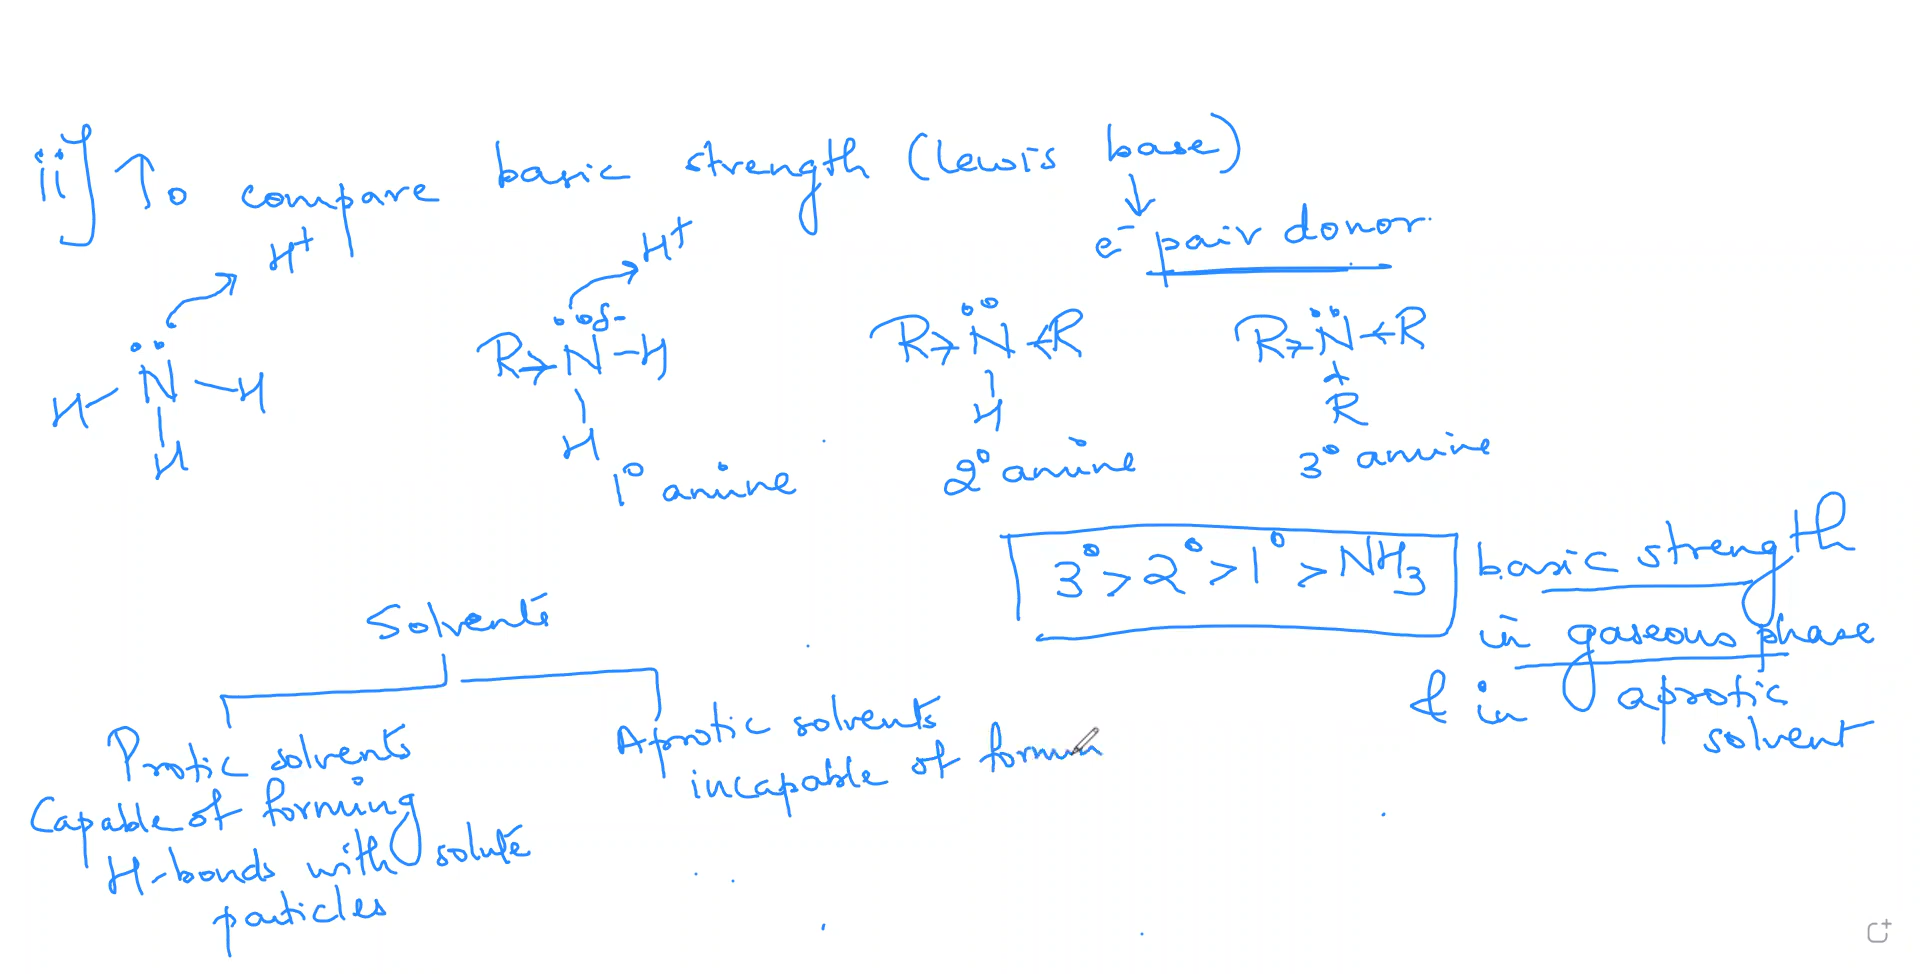 ii] To compare basic strength (Lewis base)
↓
e⁻ pair donor
H⁺ H⁺
H-N̈-H R→N̈δ--H R→N̈←R R→N̈←R
H H H R
1° amine 2° amine 3° amine
3° > 2° > 1° > NH₃ basic strength
in gaseous phase
& in aprotic
solvent
Solvents
Protic solvents
Capable of forming
H-bonds with solute
particles
Aprotic solvents
incapable of formin